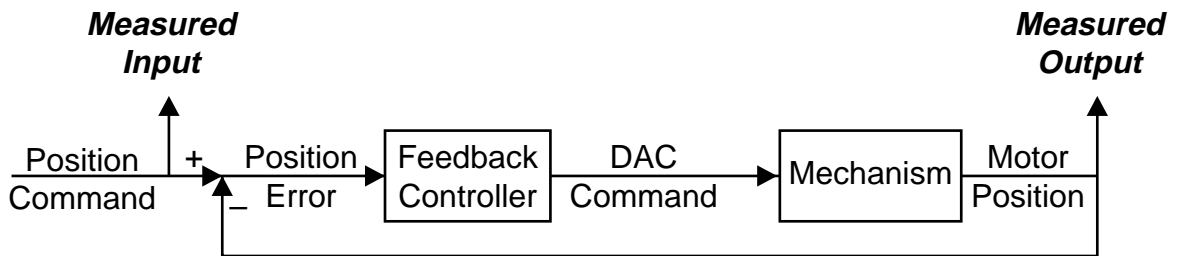 Measured
Input
Measured
Output
Position
Command
+
–
Position
Error
Feedback
Controller
DAC
Command
Mechanism
Motor
Position